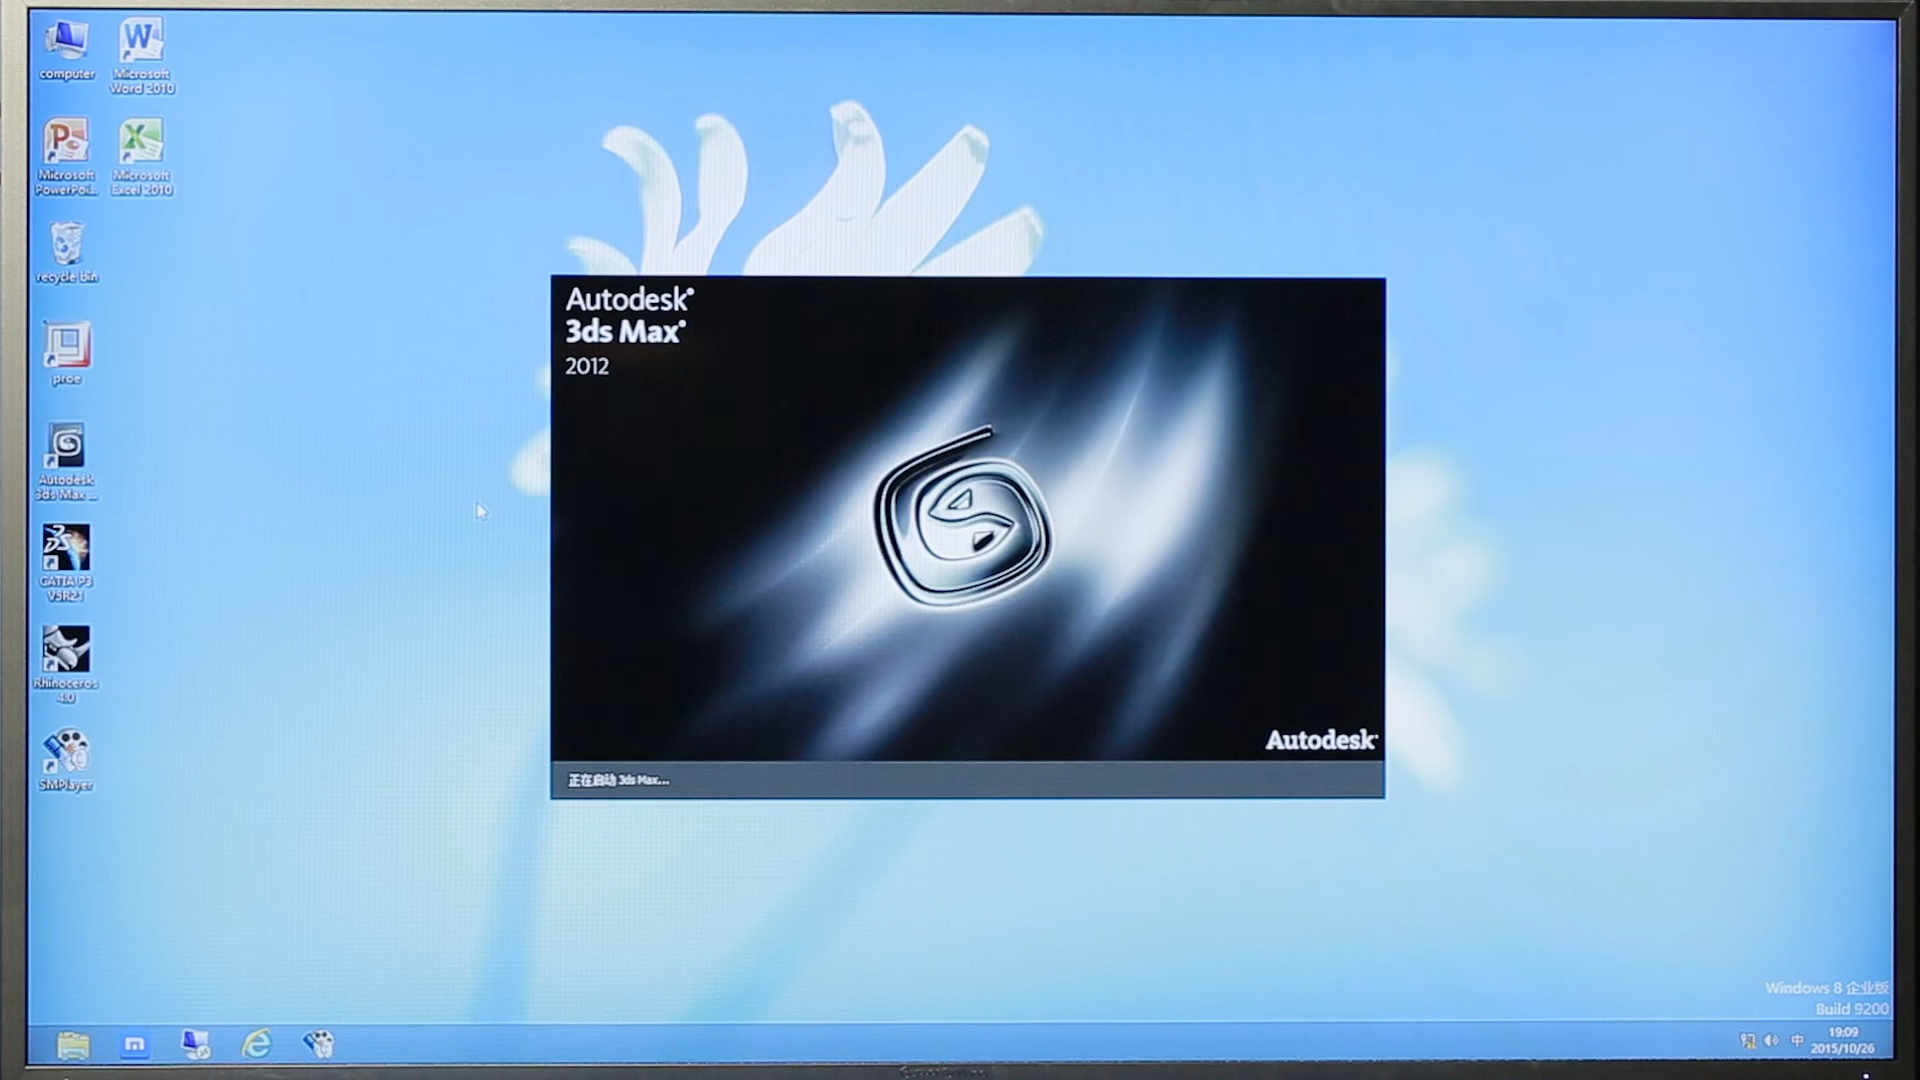 computer
Microsoft
Word 2010
Microsoft
PowerPoi...
Microsoft
Excel 2010
recycle bin
proe
Autodesk
3ds Max ...
CATIA P3
V5R21
Rhinoceros
4.0
SMPlayer
Autodesk®
3ds Max®
2012
Autodesk®
正在启动 3ds Max...
Windows 8 企业版
Build 9200
中
19:09
2015/10/26